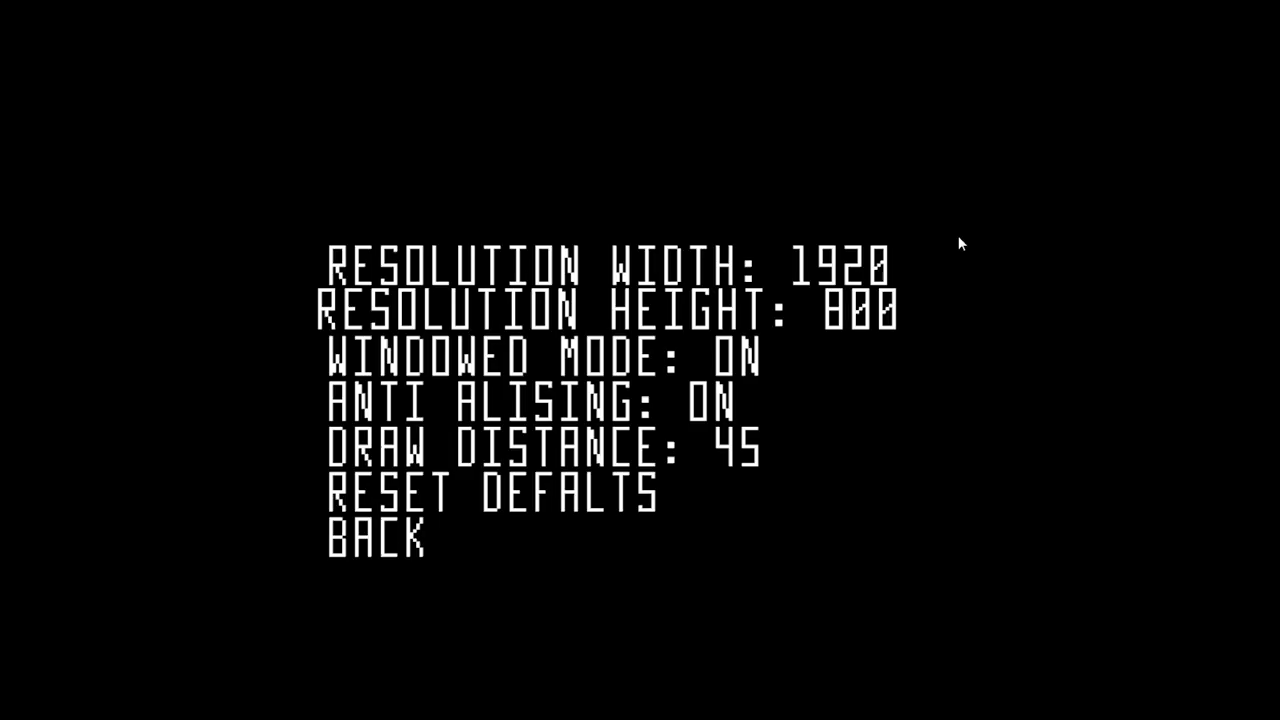 RESOLUTION WIDTH: 1920
RESOLUTION HEIGHT: 800
WINDOWED MODE: ON
ANTI ALISING: ON
DRAW DISTANCE: 45
RESET DEFALTS
BACK